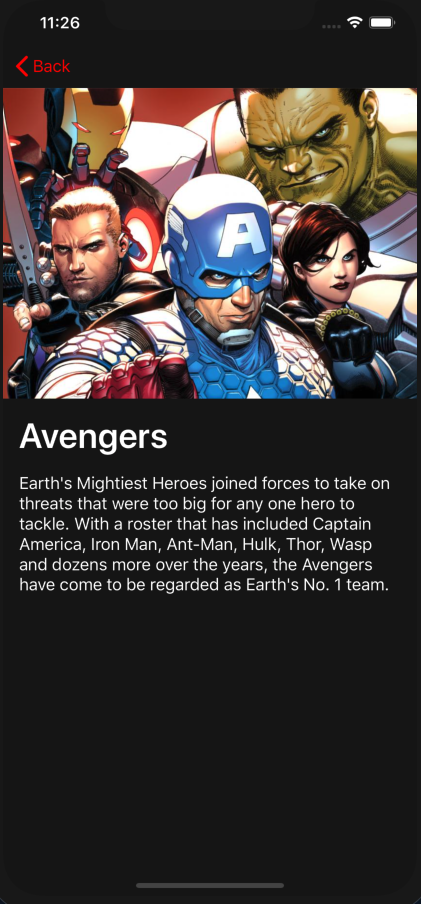 11:26
Back
A
Avengers
Earth's Mightiest Heroes joined forces to take on
threats that were too big for any one hero to
tackle. With a roster that has included Captain
America, Iron Man, Ant-Man, Hulk, Thor, Wasp
and dozens more over the years, the Avengers
have come to be regarded as Earth's No. 1 team.